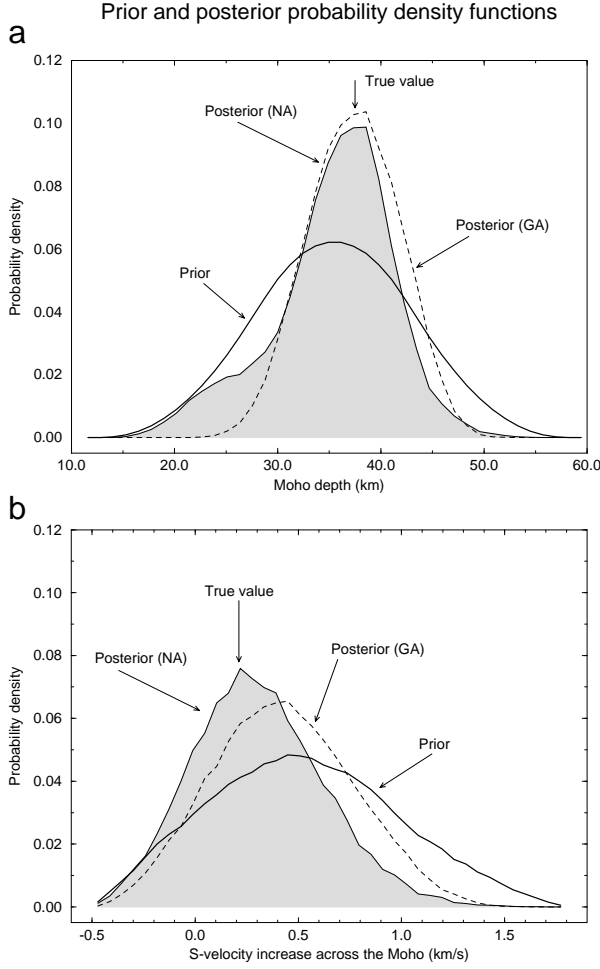 Prior and posterior probability density functions
a
0.12
0.10
0.08
0.06
0.04
0.02
0.00
Probability density
True value
Posterior (NA)
Posterior (GA)
Prior
10.0 20.0 30.0 40.0 50.0 60.0
Moho depth (km)
b
0.12
0.10
0.08
0.06
0.04
0.02
0.00
Probability density
True value
Posterior (NA)
Posterior (GA)
Prior
-0.5 0.0 0.5 1.0 1.5
S-velocity increase across the Moho (km/s)